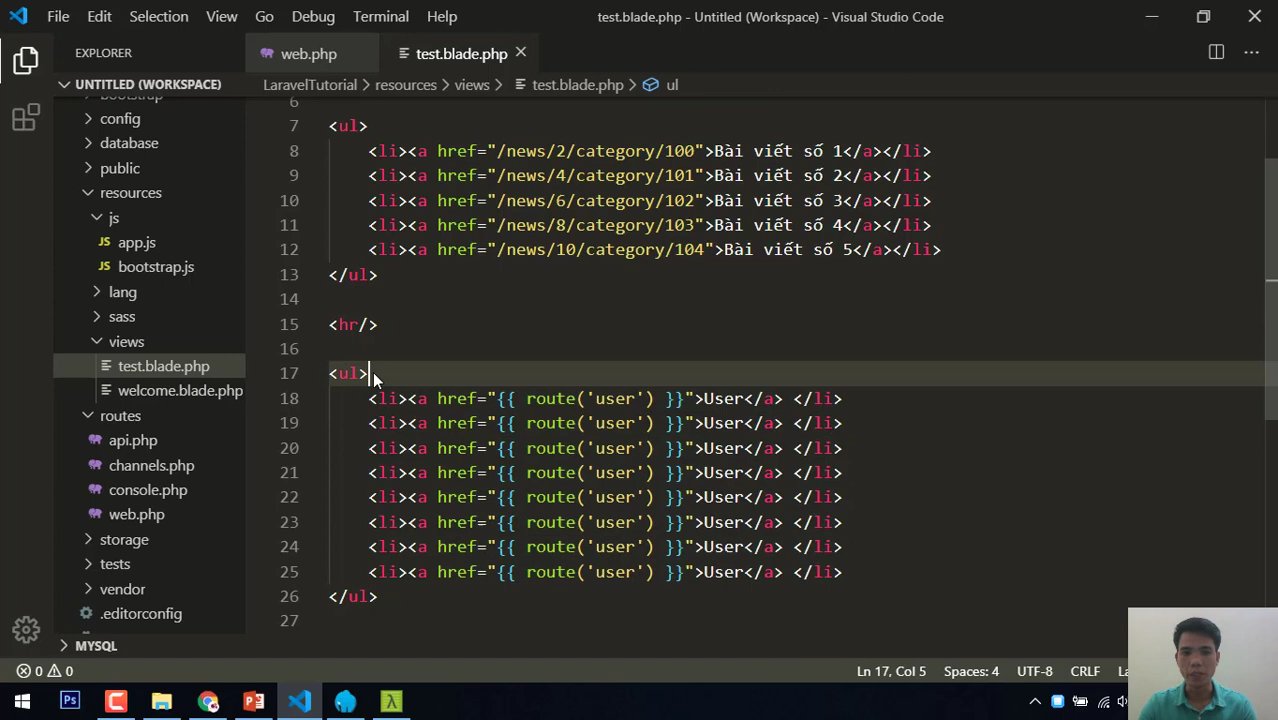 File Edit Selection View Go Debug Terminal Help
test.blade.php - Untitled (Workspace) - Visual Studio Code
EXPLORER
web.php
test.blade.php
UNTITLED (WORKSPACE)
LaravelTutorial > resources > views > test.blade.php > ul
bootstrap
config
database
public
resources
js
app.js
bootstrap.js
lang
sass
views
test.blade.php
welcome.blade.php
routes
api.php
channels.php
console.php
web.php
storage
tests
vendor
.editorconfig
MYSQL
6
7 <ul>
8 <li><a href="/news/2/category/100">Bài viết số 1</a></li>
9 <li><a href="/news/4/category/101">Bài viết số 2</a></li>
10 <li><a href="/news/6/category/102">Bài viết số 3</a></li>
11 <li><a href="/news/8/category/103">Bài viết số 4</a></li>
12 <li><a href="/news/10/category/104">Bài viết số 5</a></li>
13 </ul>
14
15 <hr/>
16
17 <ul>
18 <li><a href="{{ route('user') }}">User</a> </li>
19 <li><a href="{{ route('user') }}">User</a> </li>
20 <li><a href="{{ route('user') }}">User</a> </li>
21 <li><a href="{{ route('user') }}">User</a> </li>
22 <li><a href="{{ route('user') }}">User</a> </li>
23 <li><a href="{{ route('user') }}">User</a> </li>
24 <li><a href="{{ route('user') }}">User</a> </li>
25 <li><a href="{{ route('user') }}">User</a> </li>
26 </ul>
27
0 0
Ln 17, Col 5 Spaces: 4 UTF-8 CRLF
Ps